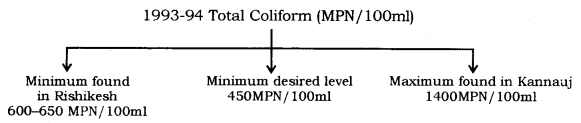 1993-94 Total Coliform (MPN/100ml)
Minimum found
in Rishikesh
600–650 MPN/100ml
Minimum desired level
450MPN/100ml
Maximum found in Kannauj
1400MPN/100ml